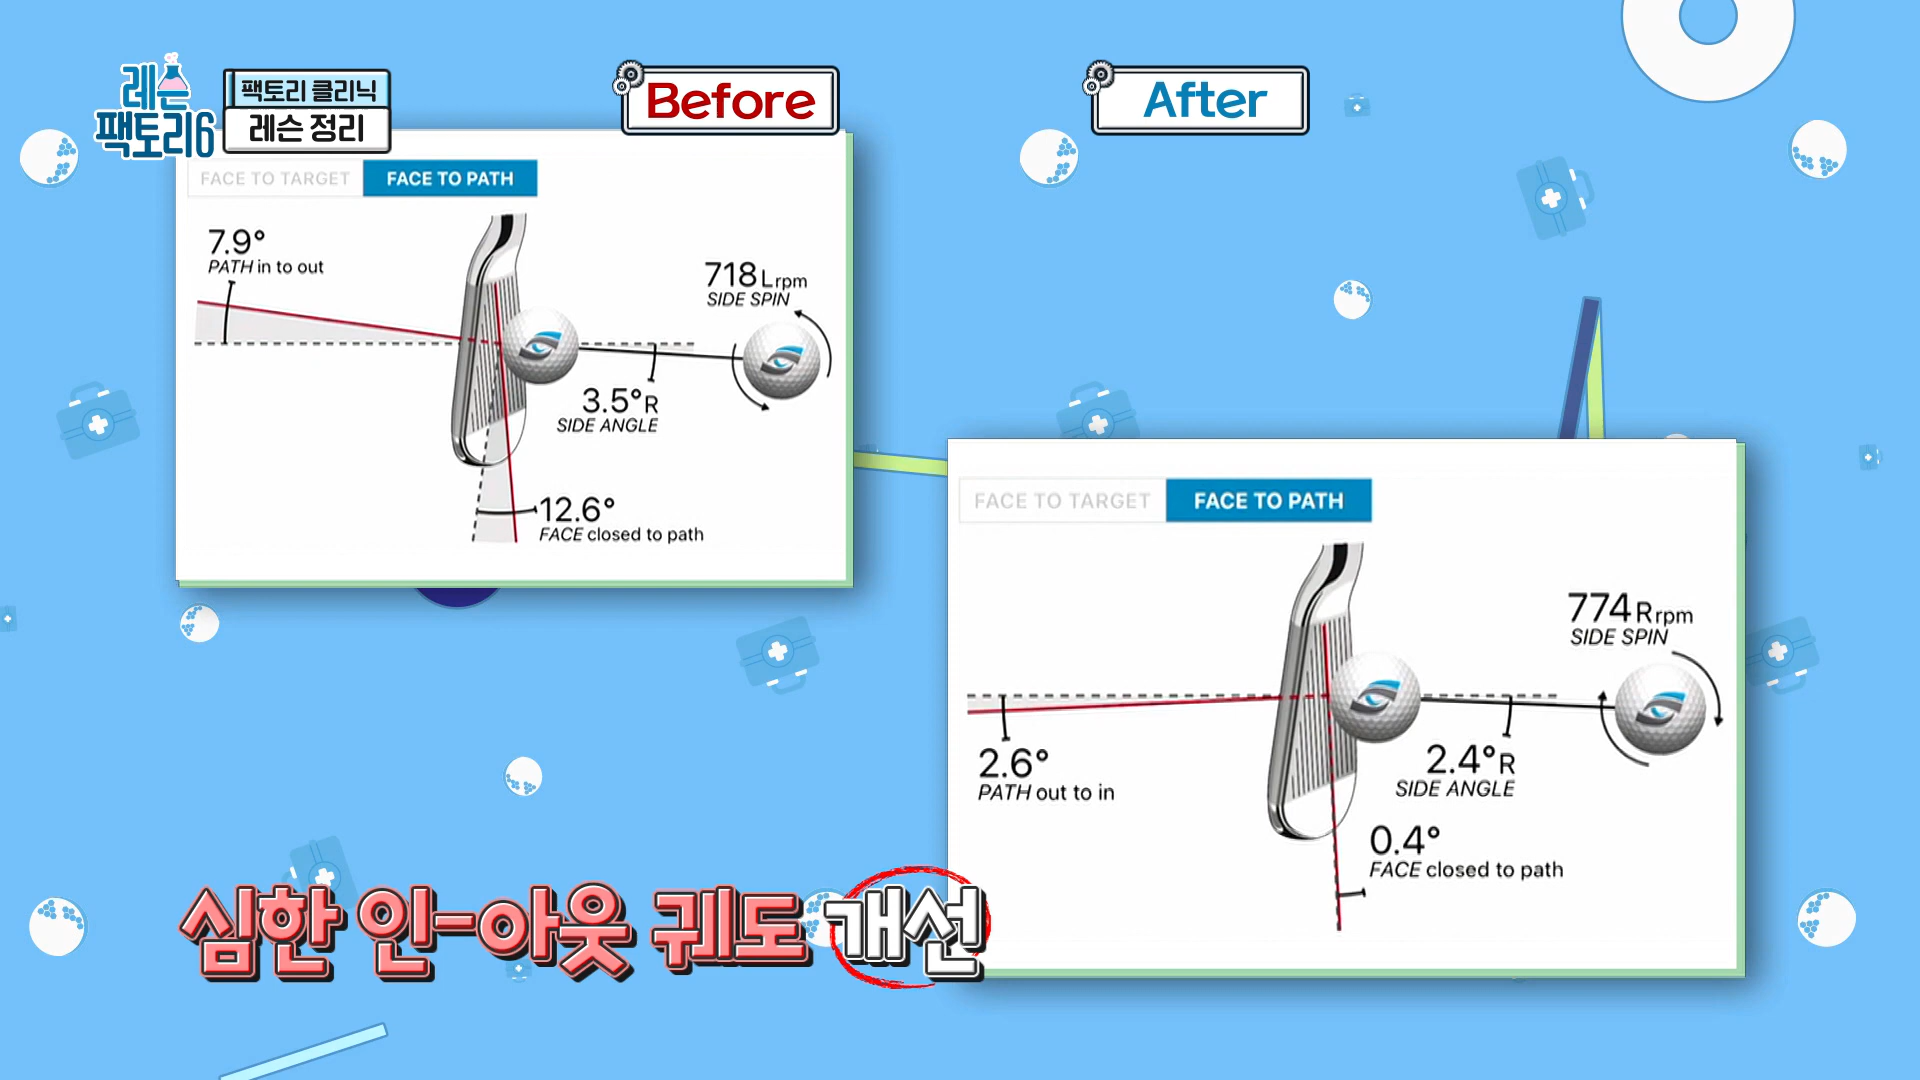 레슨
팩토리6
팩토리 클리닉
레슨 정리
Before
After
FACE TO TARGET
FACE TO PATH
7.9°
PATH in to out
718 L rpm
SIDE SPIN
3.5° R
SIDE ANGLE
12.6°
FACE closed to path
FACE TO TARGET
FACE TO PATH
774 R rpm
SIDE SPIN
2.6°
PATH out to in
2.4° R
SIDE ANGLE
0.4°
FACE closed to path
심한 인-아웃 궤도 개선